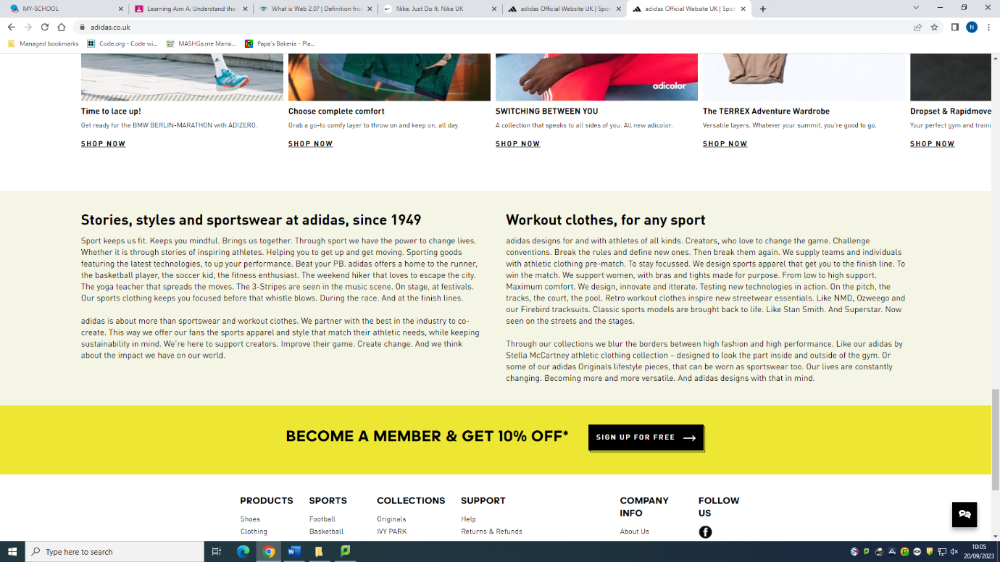 MY-SCHOOL
Learning Aim A: Understand the
What is Web 2.0? | Definition from
Nike. Just Do It. Nike UK
adidas Official Website UK | Spor
adidas Official Website UK | Spor
adidas.co.uk
N
Managed bookmarks
Code.org - Code wi...
MASHGa.me Mansi...
Papa's Bakeria - Pla...
adicolor
Time to lace up!
Get ready for the BMW BERLIN-MARATHON with ADIZERO.
SHOP NOW
Choose complete comfort
Grab a go-to comfy layer to throw on and keep on, all day.
SHOP NOW
SWITCHING BETWEEN YOU
A collection that speaks to all sides of you. All new adicolor.
SHOP NOW
The TERREX Adventure Wardrobe
Versatile layers. Whatever your summit, you're good to go.
SHOP NOW
Dropset & Rapidmove
Your perfect gym and traini
SHOP NOW
Stories, styles and sportswear at adidas, since 1949
Sport keeps us fit. Keeps you mindful. Brings us together. Through sport we have the power to change lives.
Whether it is through stories of inspiring athletes. Helping you to get up and get moving. Sporting goods
featuring the latest technologies, to up your performance. Beat your PB. adidas offers a home to the runner,
the basketball player, the soccer kid, the fitness enthusiast. The weekend hiker that loves to escape the city.
The yoga teacher that spreads the moves. The 3-Stripes are seen in the music scene. On stage, at festivals.
Our sports clothing keeps you focused before that whistle blows. During the race. And at the finish lines.
adidas is about more than sportswear and workout clothes. We partner with the best in the industry to co-
create. This way we offer our fans the sports apparel and style that match their athletic needs, while keeping
sustainability in mind. We're here to support creators. Improve their game. Create change. And we think
about the impact we have on our world.
Workout clothes, for any sport
adidas designs for and with athletes of all kinds. Creators, who love to change the game. Challenge
conventions. Break the rules and define new ones. Then break them again. We supply teams and individuals
with athletic clothing pre-match. To stay focussed. We design sports apparel that get you to the finish line. To
win the match. We support women, with bras and tights made for purpose. From low to high support.
Maximum comfort. We design, innovate and itterate. Testing new technologies in action. On the pitch, the
tracks, the court, the pool. Retro workout clothes inspire new streetwear essentials. Like NMD, Ozweego and
our Firebird tracksuits. Classic sports models are brought back to life. Like Stan Smith. And Superstar. Now
seen on the streets and the stages.
Through our collections we blur the borders between high fashion and high performance. Like our adidas by
Stella McCartney athletic clothing collection – designed to look the part inside and outside of the gym. Or
some of our adidas Originals lifestyle pieces, that can be worn as sportswear too. Our lives are constantly
changing. Becoming more and more versatile. And adidas designs with that in mind.
BECOME A MEMBER & GET 10% OFF*
SIGN UP FOR FREE
PRODUCTS
Shoes
Clothing
SPORTS
Football
Basketball
COLLECTIONS
Originals
IVY PARK
SUPPORT
Help
Returns & Refunds
COMPANY
INFO
About Us
FOLLOW
US
Type here to search
10:05
20/09/2023